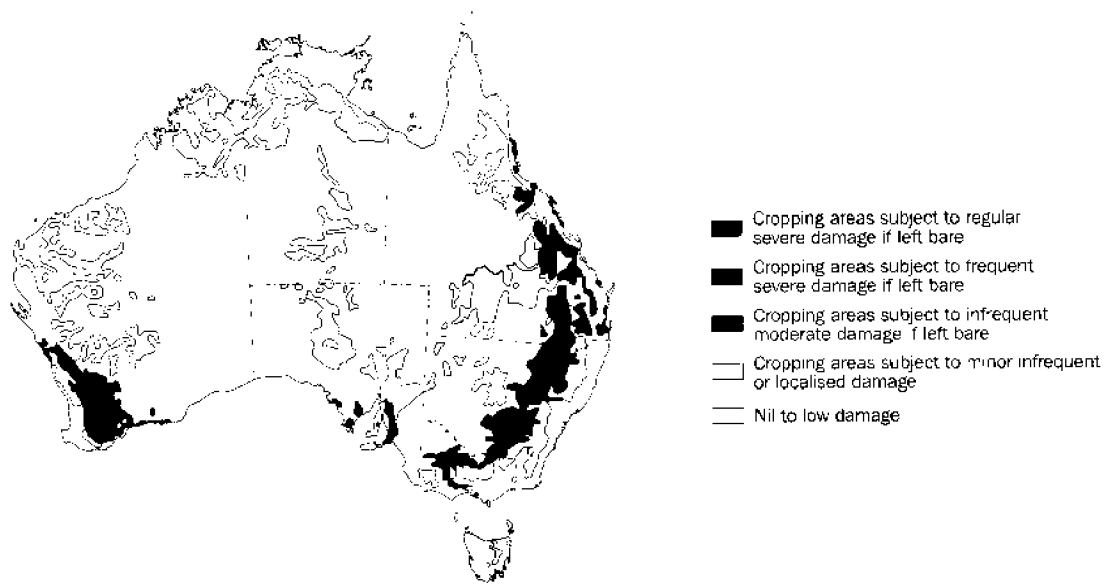 Cropping areas subject to regular
severe damage if left bare
Cropping areas subject to frequent
severe damage if left bare
Cropping areas subject to infrequent
moderate damage if left bare
Cropping areas subject to minor infrequent
or localised damage
Nil to low damage